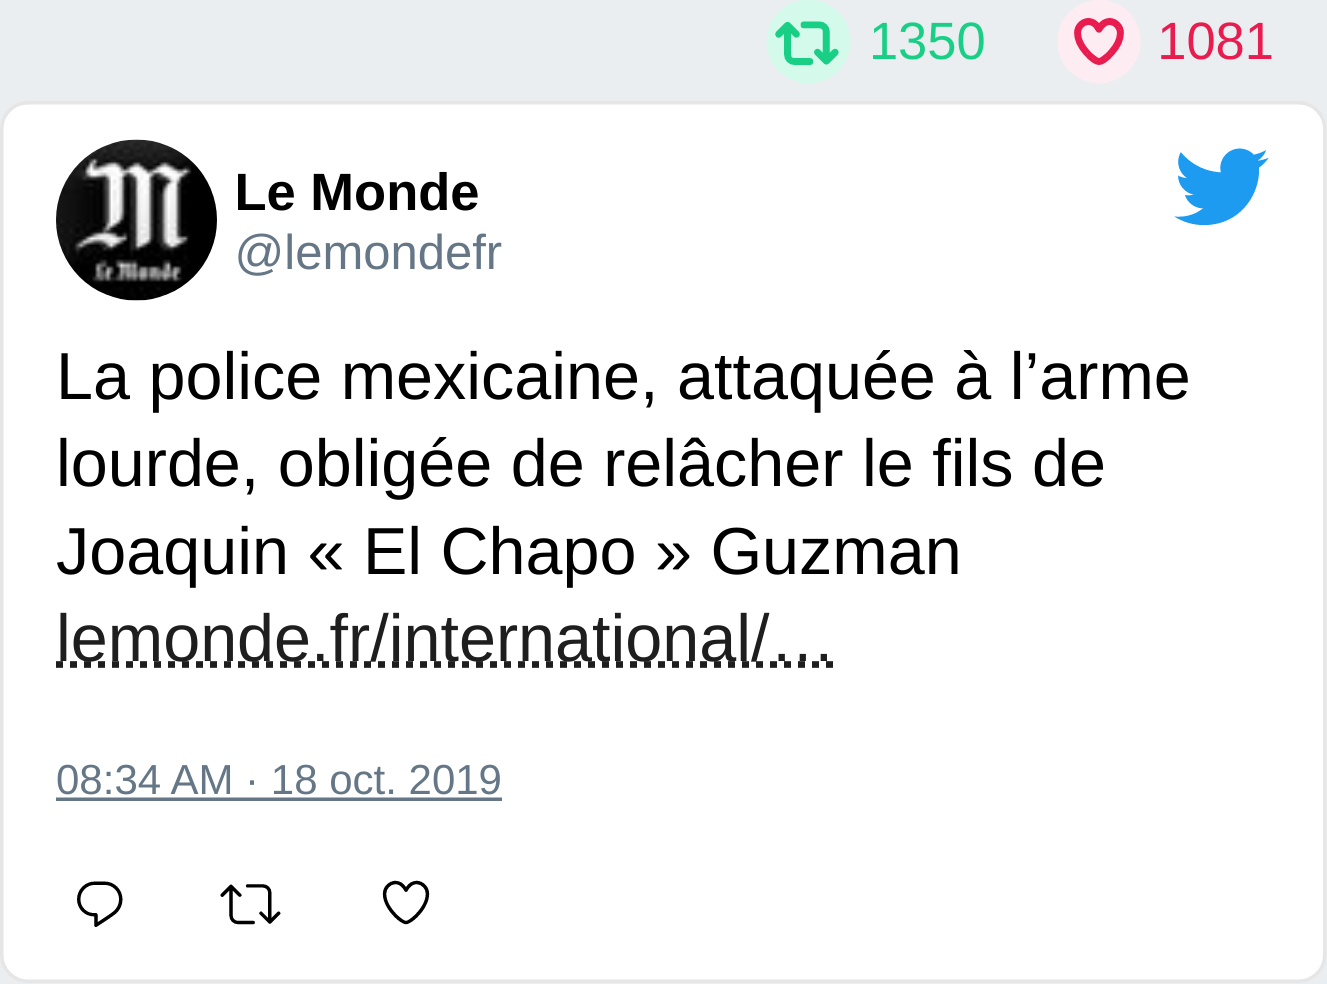 1350 1081
Le Monde
Le Monde
@lemondefr
La police mexicaine, attaquée à l’arme
lourde, obligée de relâcher le fils de
Joaquin « El Chapo » Guzman
lemonde.fr/international/…
08:34 AM · 18 oct. 2019